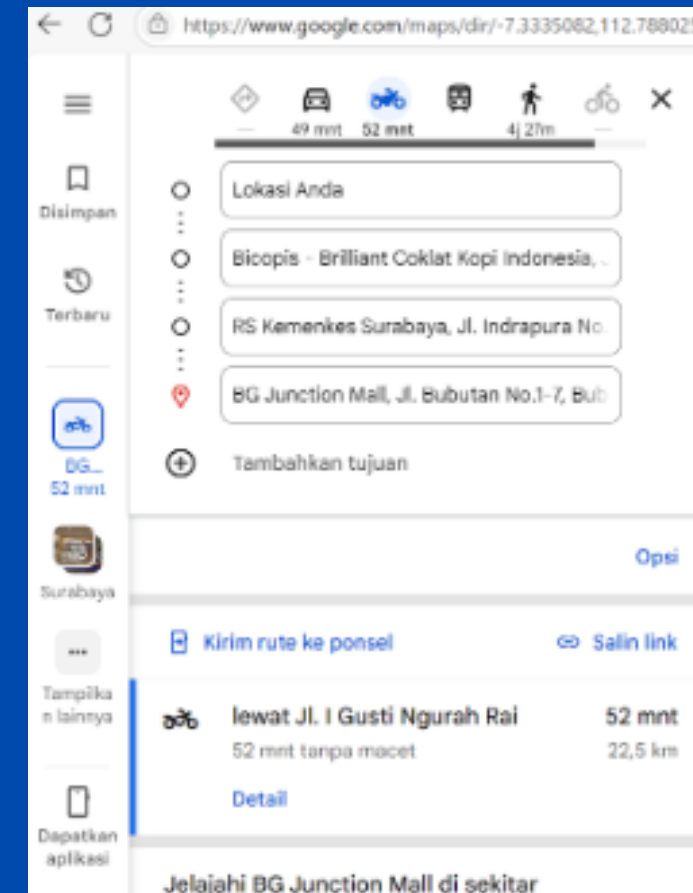 https://www.google.com/maps/dir/-7.3335082,112.788025
49 mnt 52 mnt 4j 27m
Disimpan
Terbaru
BG...
52 mnt
Surabaya
Tampilka
n lainnya
Dapatkan
aplikasi
Lokasi Anda
Bicopis - Brilliant Coklat Kopi Indonesia, ...
RS Kemenkes Surabaya, Jl. Indrapura No.
BG Junction Mall, Jl. Bubutan No.1-7, Bub
Tambahkan tujuan
Opsi
Kirim rute ke ponsel Salin link
lewat Jl. I Gusti Ngurah Rai 52 mnt
52 mnt tanpa macet 22,5 km
Detail
Jelajahi BG Junction Mall di sekitar